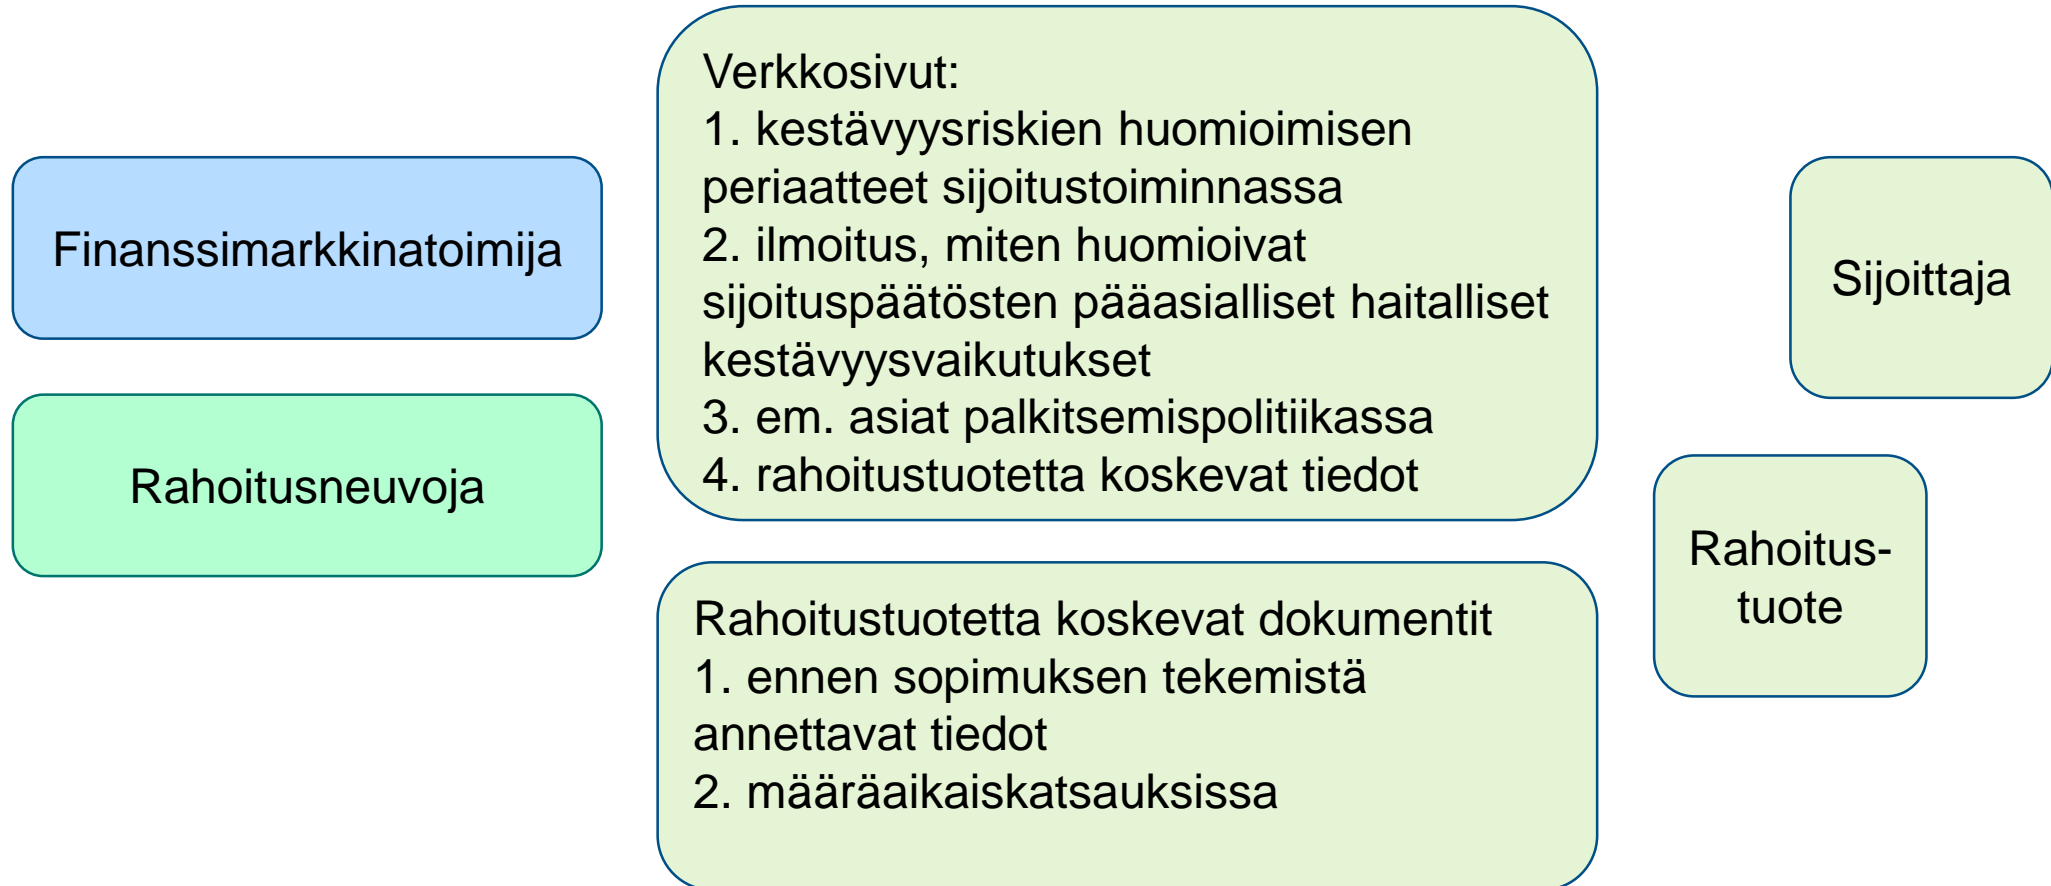 Finanssimarkkinatoimija
Rahoitusneuvoja
Verkkosivut:
1. kestävyysriskien huomioimisen
periaatteet sijoitustoiminnassa
2. ilmoitus, miten huomioivat
sijoituspäätösten pääasialliset haitalliset
kestävyysvaikutukset
3. em. asiat palkitsemispolitiikassa
4. rahoitustuotetta koskevat tiedot
Rahoitustuotetta koskevat dokumentit
1. ennen sopimuksen tekemistä
annettavat tiedot
2. määräaikaiskatsauksissa
Sijoittaja
Rahoitus-
tuote